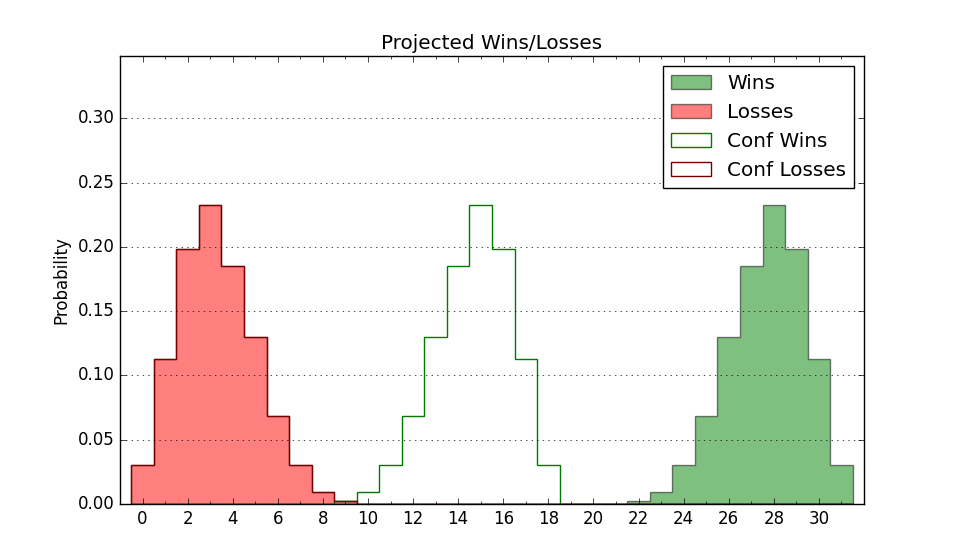 Projected Wins/Losses
Wins
Losses
Conf Wins
Conf Losses
Probability
0.30
0.25
0.20
0.15
0.10
0.05
0.00
0 2 4 6 8 10 12 14 16 18 20 22 24 26 28 30